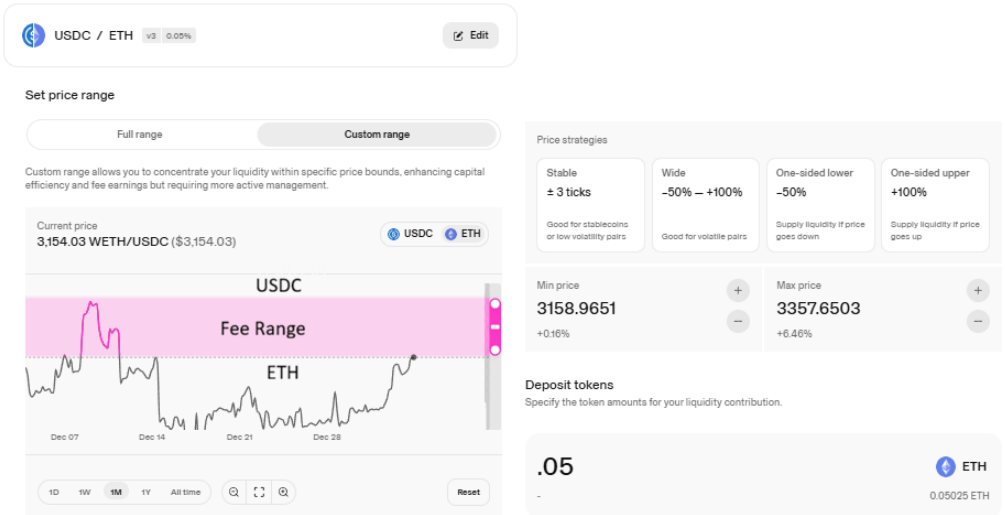 USDC / ETH v3 0.05% Edit
Set price range
Full range Custom range
Custom range allows you to concentrate your liquidity within specific price bounds, enhancing capital
efficiency and fee earnings but requiring more active management.
Current price
3,154.03 WETH/USDC ($3,154.03)
USDC ETH
USDC
Fee Range
ETH
Dec 07 Dec 14 Dec 21 Dec 28
1D 1W 1M 1Y All time Reset
Price strategies
Stable
± 3 ticks
Good for stablecoins
or low volatility pairs
Wide
-50% — +100%
Good for volatile pairs
One-sided lower
-50%
Supply liquidity if price
goes down
One-sided upper
+100%
Supply liquidity if price
goes up
Min price
3158.9651
+0.16%
Max price
3357.6503
+6.46%
Deposit tokens
Specify the token amounts for your liquidity contribution.
.05 ETH
- 0.05025 ETH